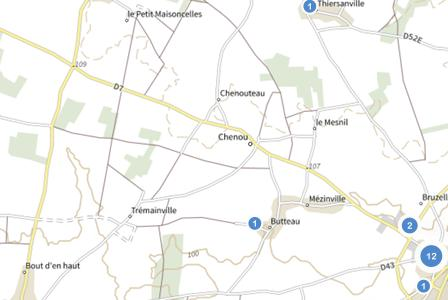 le Petit Maisoncelles
1
Thiersanville
D52E
109
D7
Chenouteau
le Mesnil
Chenou
107
Mézinville
Bruzelle
Trémainville
1
Butteau
2
100
12
D43
Bout d'en haut
1